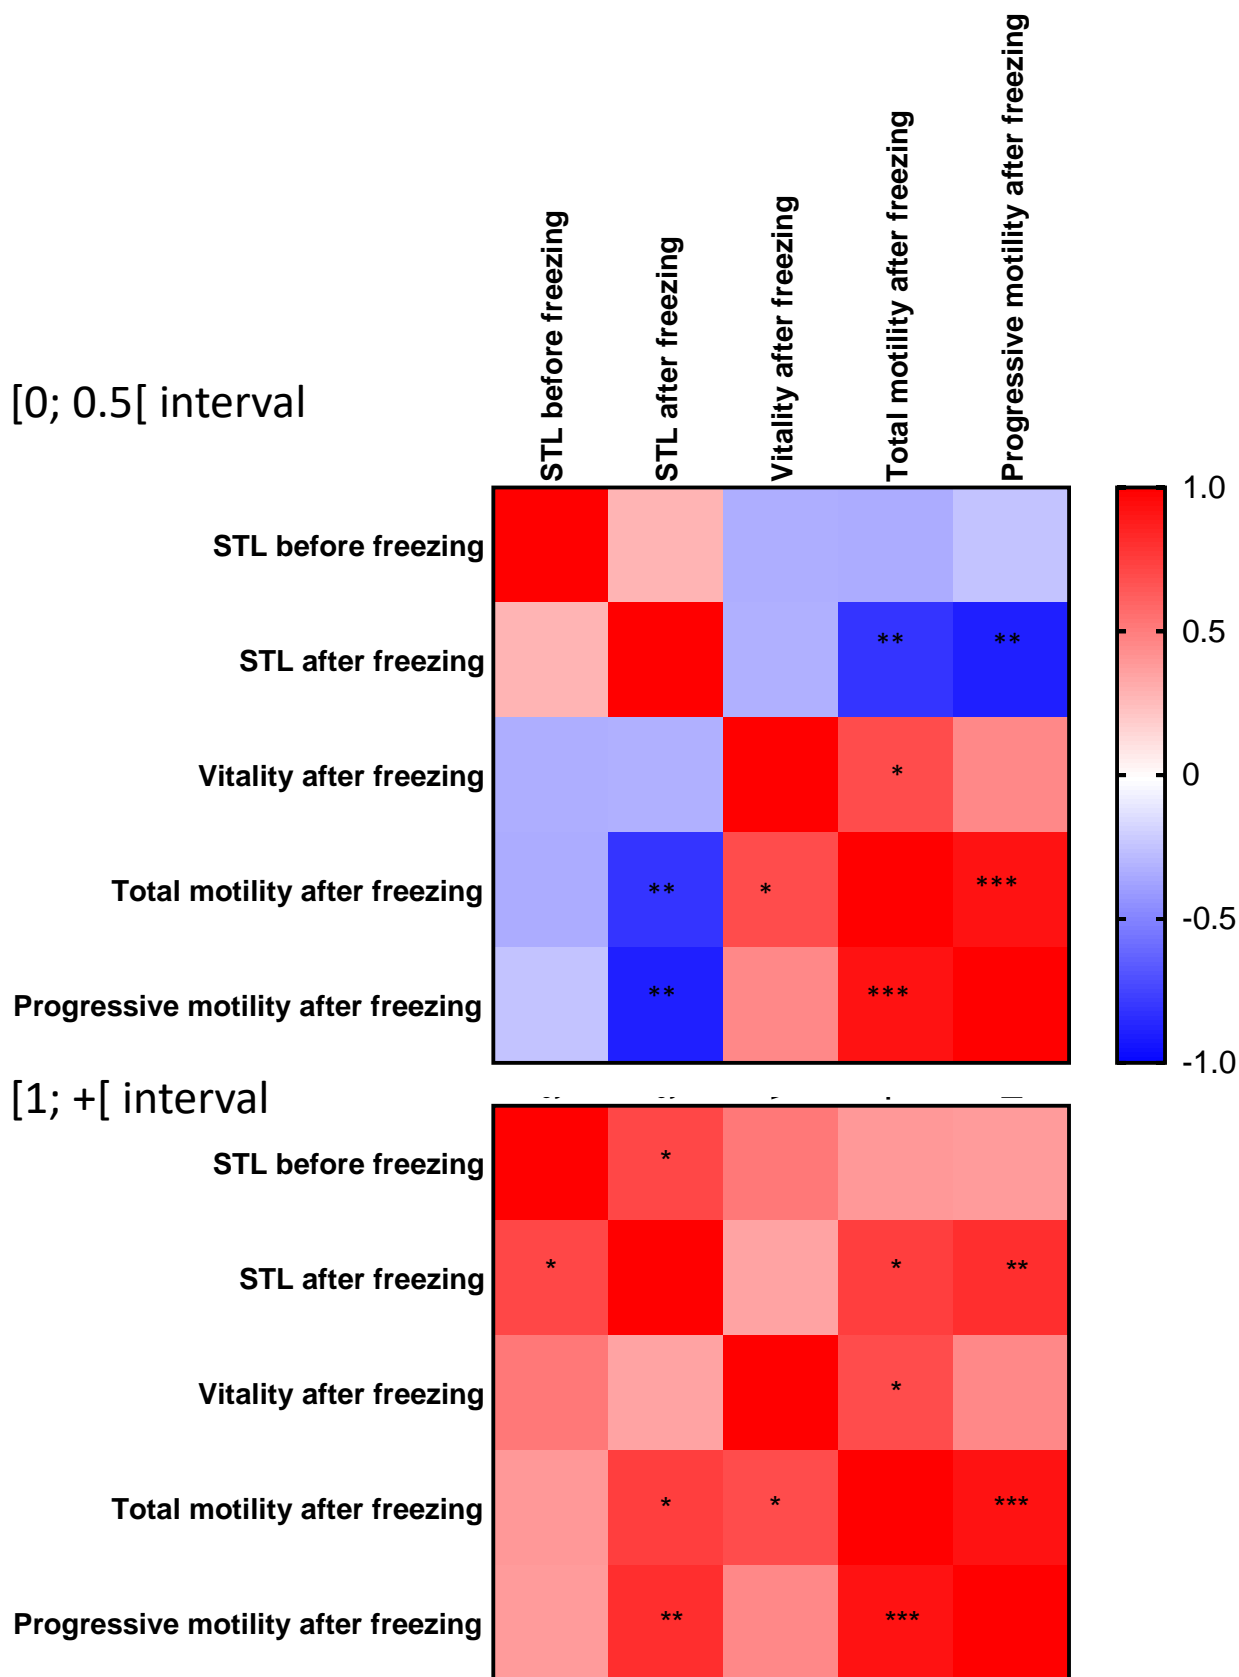 STL before freezing
STL after freezing
Vitality after freezing
Total motility after freezing
Progressive motility after freezing
[0; 0.5[ interval
STL before freezing
STL after freezing
** **
Vitality after freezing
*
Total motility after freezing
** * ***
Progressive motility after freezing
** ***
1.0
0.5
0
-0.5
-1.0
[1; +[ interval
STL before freezing
*
STL after freezing
* * **
Vitality after freezing
*
Total motility after freezing
* * ***
Progressive motility after freezing
** ***